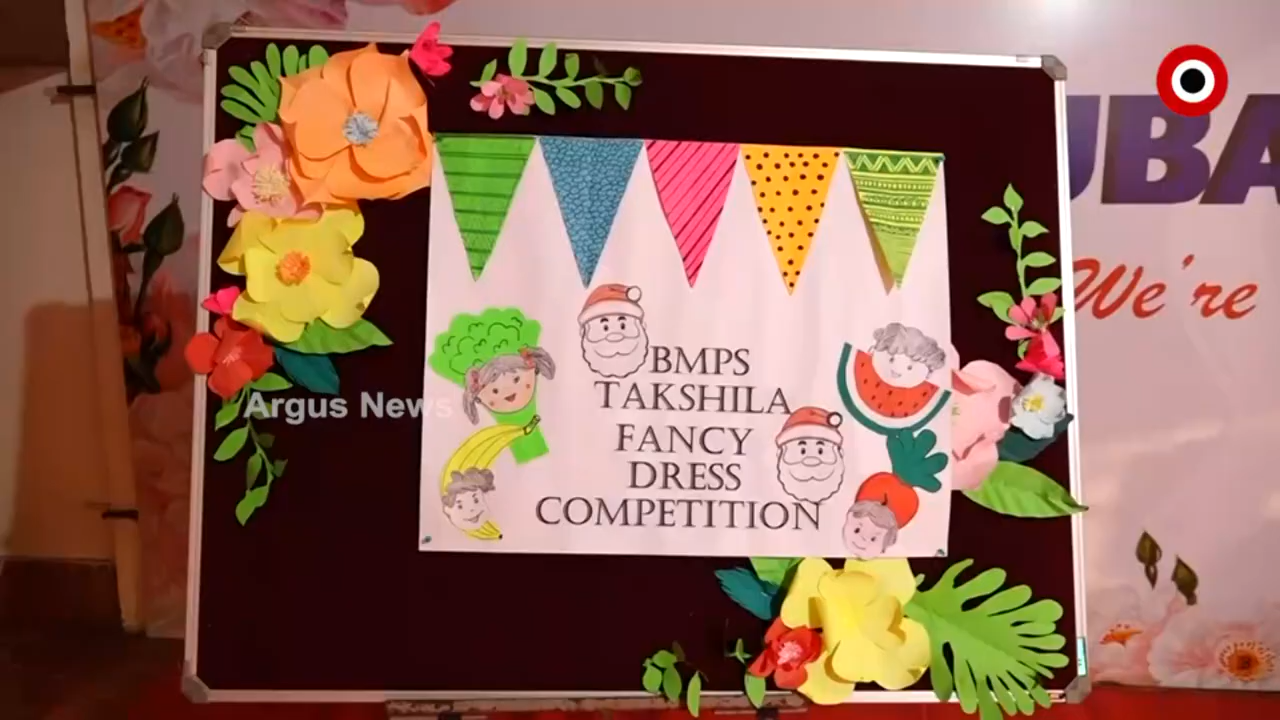 UBA
We're
BMPS
TAKSHILA
FANCY
DRESS
COMPETITION
Argus News